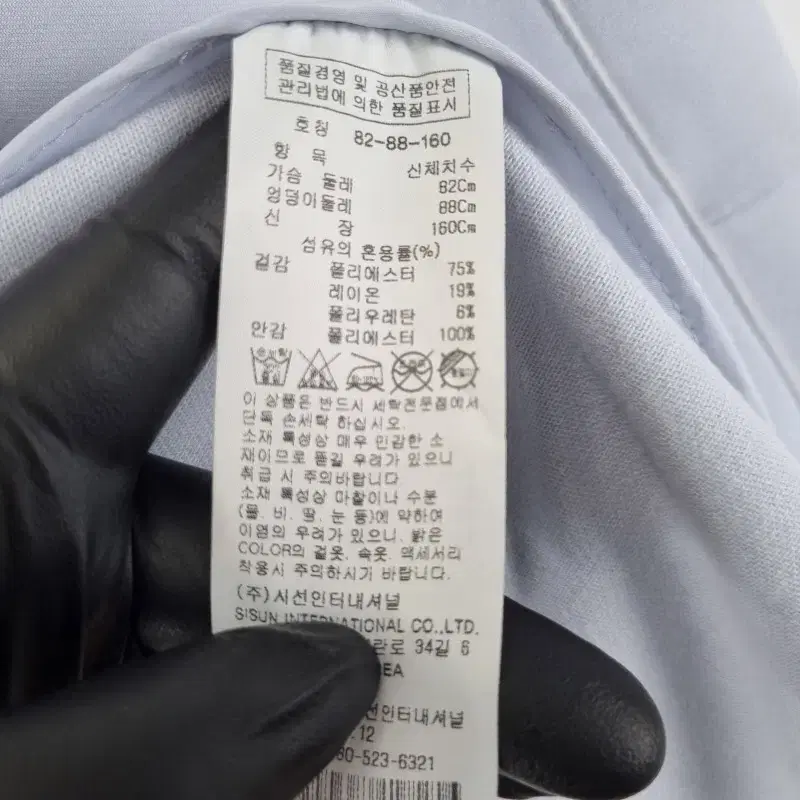 품질경영 및 공산품안전
관리법에 의한 품질표시
호칭 82-88-160
항 목 신체치수
가슴 둘레 82Cm
엉덩이둘레 88Cm
신 장 160Cm
섬유의 혼용률(%)
겉감 폴리에스터 75%
레이온 19%
폴리우레탄 6%
안감 폴리에스터 100%
이 상품은 반드시 세탁전문점에서
단독 손세탁 하십시오.
소재 특성상 매우 민감한 소
재이므로 뜯길 우려가 있으니
취급 시 주의바랍니다
소재 특성상 마찰이나 수분
(물, 비, 땀, 눈 등)에 약하여
이염의 우려가 있으니, 밝은
COLOR의 겉옷, 속옷, 액세서리
착용시 주의하시기 바랍니다.
(주)시선인터내셔널
SISUN INTERNATIONAL CO.,LTD.
란로 34길 6
EA
선인터내셔널
.12
80-523-6321